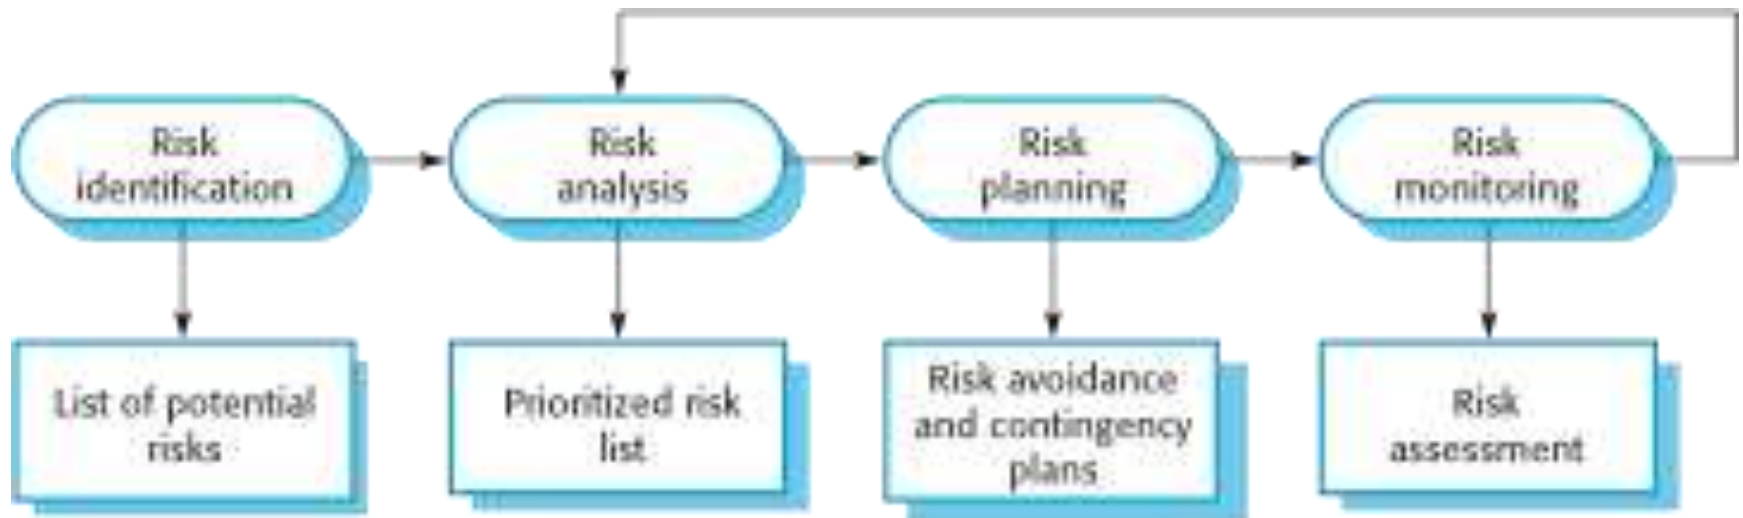 Risk
identification
Risk
analysis
Risk
planning
Risk
monitoring
List of potential
risks
Prioritized risk
list
Risk avoidance
and contingency
plans
Risk
assessment